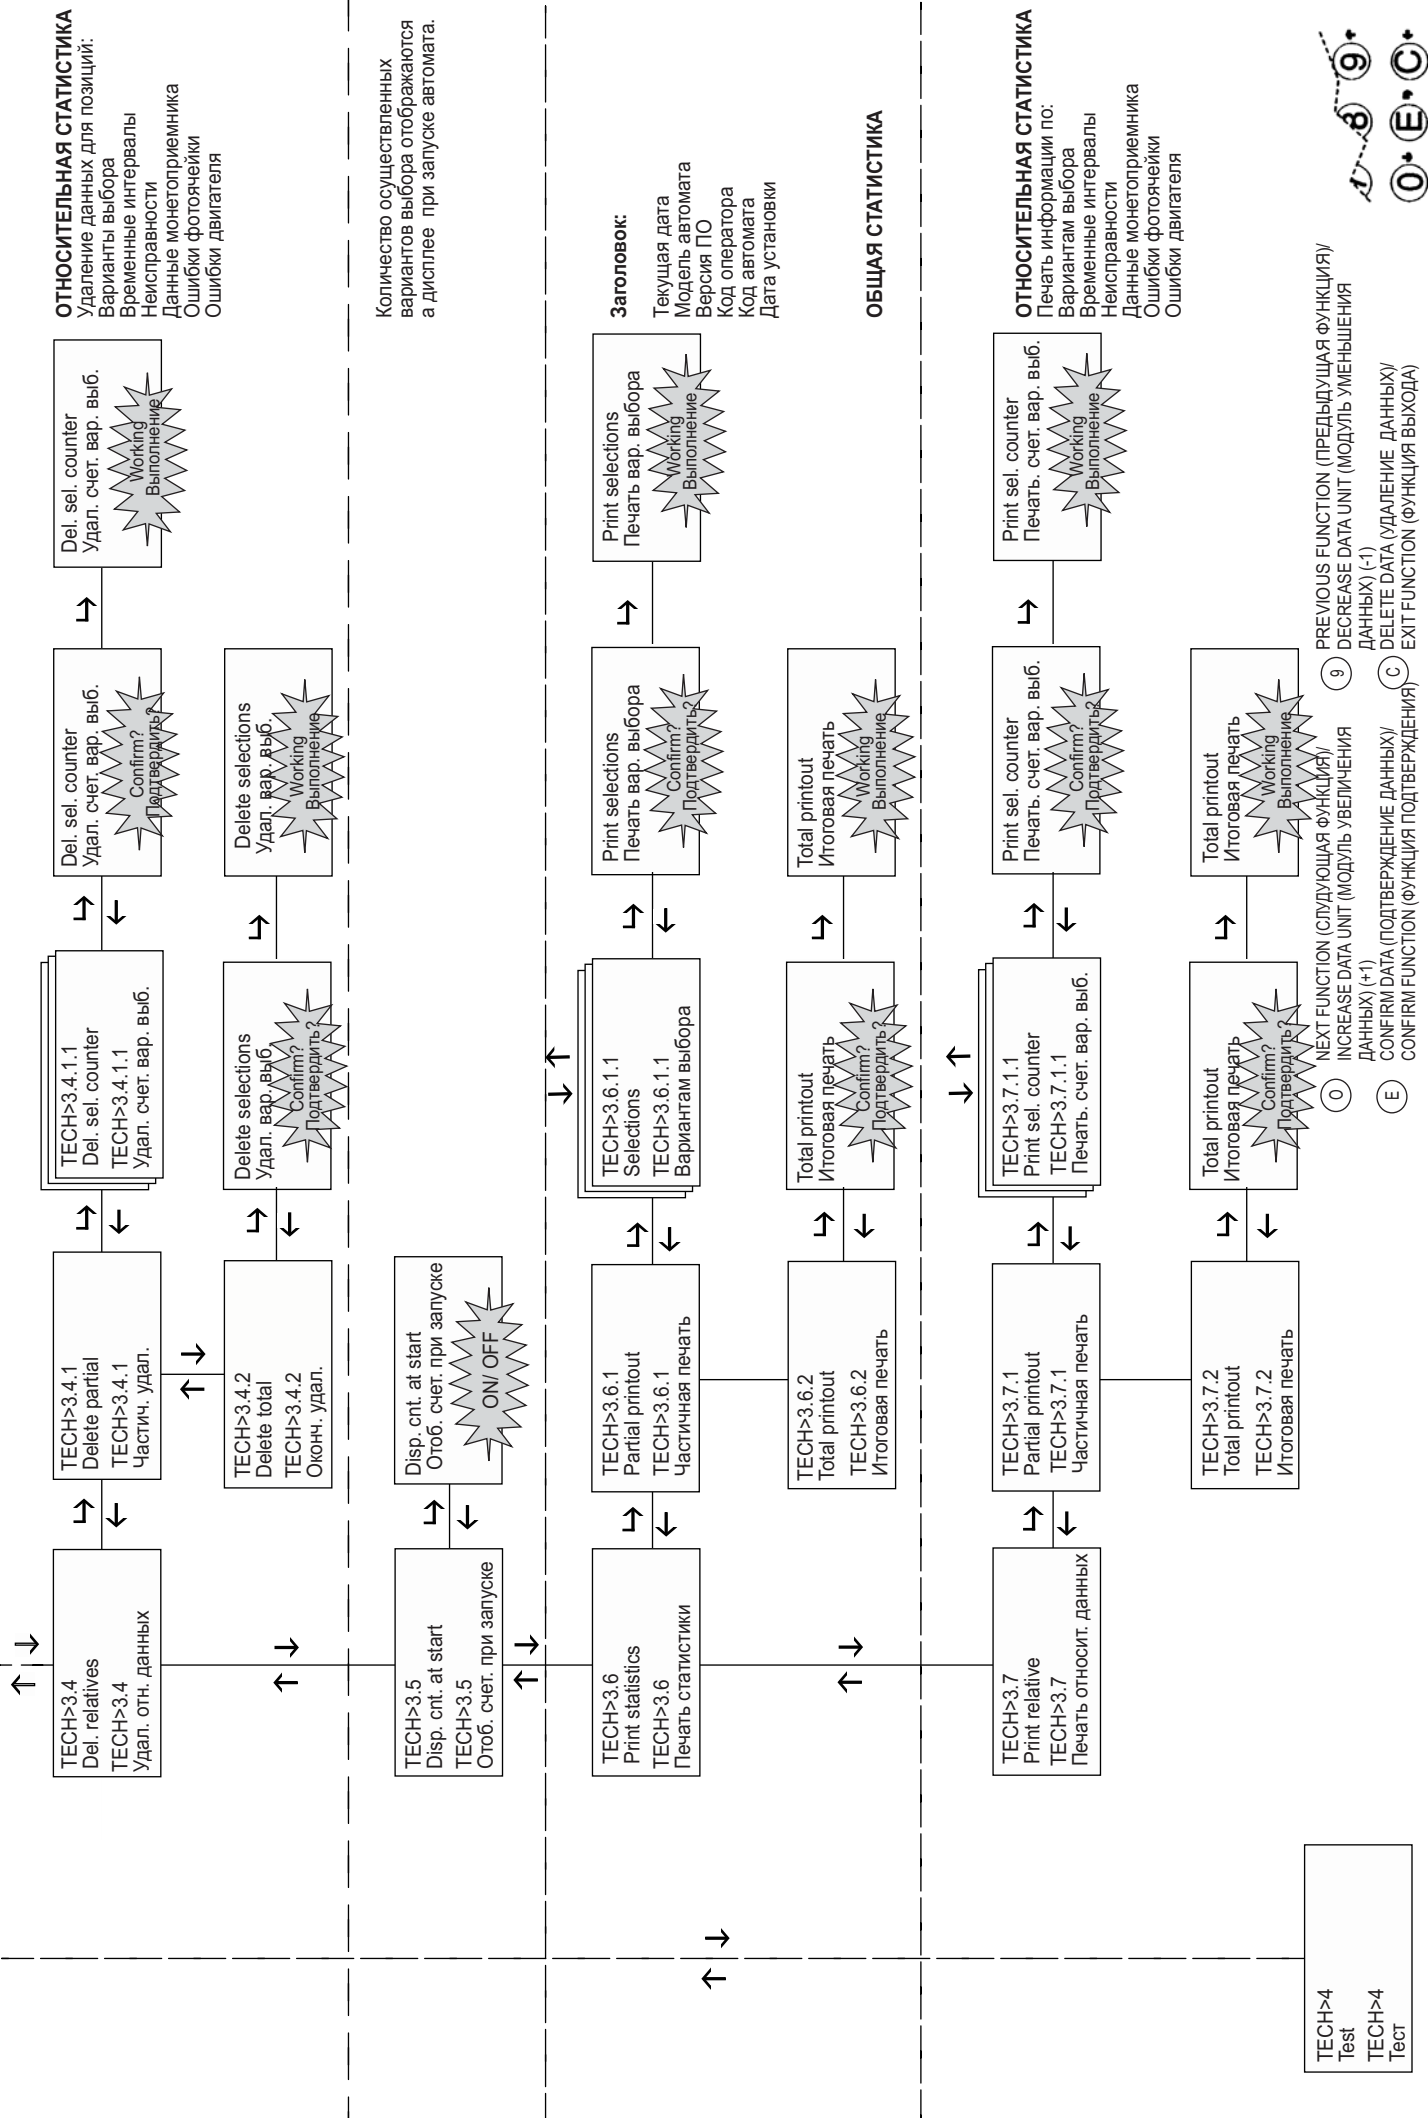 TECH>3.4
Del. relatives
TECH>3.4
Удал. отн. данных
TECH>3.4.1
Delete partial
TECH>3.4.1
Частич. удал.
TECH>3.4.1.1
Del. sel. counter
TECH>3.4.1.1
Удал. счет. вар. выб.
Del. sel. counter
Удал. счет. вар. выб.
Confirm?
Подтвердить?
Del. sel. counter
Удал. счет. вар. выб.
Working
Выполнение
ОТНОСИТЕЛЬНАЯ СТАТИСТИКА
Удаление данных для позиций:
Варианты выбора
Временные интервалы
Неисправности
Данные монетоприемника
Ошибки фотоячейки
Ошибки двигателя
TECH>3.4.2
Delete total
TECH>3.4.2
Оконч. удал.
Delete selections
Удал. вар. выб.
Confirm?
Подтвердить?
Delete selections
Удал. вар. выб.
Working
Выполнение
TECH>3.5
Disp. cnt. at start
TECH>3.5
Отоб. счет. при запуске
Disp. cnt. at start
Отоб. счет. при запуске
ON/ OFF
Количество осуществленных
вариантов выбора отображаются
а дисплее при запуске автомата.
TECH>3.6
Print statistics
TECH>3.6
Печать статистики
TECH>3.6.1
Partial printout
TECH>3.6.1
Частичная печать
TECH>3.6.1.1
Selections
TECH>3.6.1.1
Вариантам выбора
Print selections
Печать вар. выбора
Confirm?
Подтвердить?
Print selections
Печать вар. выбора
Working
Выполнение
Заголовок:
Текущая дата
Модель автомата
Версия ПО
Код оператора
Код автомата
Дата установки
TECH>3.6.2
Total printout
TECH>3.6.2
Итоговая печать
Total printout
Итоговая печать
Confirm?
Подтвердить?
Total printout
Итоговая печать
Working
Выполнение
ОБЩАЯ СТАТИСТИКА
TECH>3.7
Print relative
TECH>3.7
Печать относит. данных
TECH>3.7.1
Partial printout
TECH>3.7.1
Частичная печать
TECH>3.7.1.1
Print sel. counter
TECH>3.7.1.1
Печать. счет. вар. выб.
Print sel. counter
Печать. счет. вар. выб.
Confirm?
Подтвердить?
Print sel. counter
Печать. счет. вар. выб.
Working
Выполнение
ОТНОСИТЕЛЬНАЯ СТАТИСТИКА
Печать информации по:
Вариантам выбора
Временные интервалы
Неисправности
Данные монетоприемника
Ошибки фотоячейки
Ошибки двигателя
TECH>3.7.2
Total printout
TECH>3.7.2
Итоговая печать
Total printout
Итоговая печать
Confirm?
Подтвердить?
Total printout
Итоговая печать
Working
Выполнение
TECH>4
Test
TECH>4
Тест
0 NEXT FUNCTION (СЛУДУЮЩАЯ ФУНКЦИЯ)/
INCREASE DATA UNIT (МОДУЛЬ УВЕЛИЧЕНИЯ
ДАННЫХ) (+1)
E CONFIRM DATA (ПОДТВЕРЖДЕНИЕ ДАННЫХ)/
CONFIRM FUNCTION (ФУНКЦИЯ ПОДТВЕРЖДЕНИЯ)
9 PREVIOUS FUNCTION (ПРЕДЫДУЩАЯ ФУНКЦИЯ)/
DECREASE DATA UNIT (МОДУЛЬ УМЕНЬШЕНИЯ
ДАННЫХ) (-1)
C DELETE DATA (УДАЛЕНИЕ ДАННЫХ)/
EXIT FUNCTION (ФУНКЦИЯ ВЫХОДА)
1 8 9
0 E C